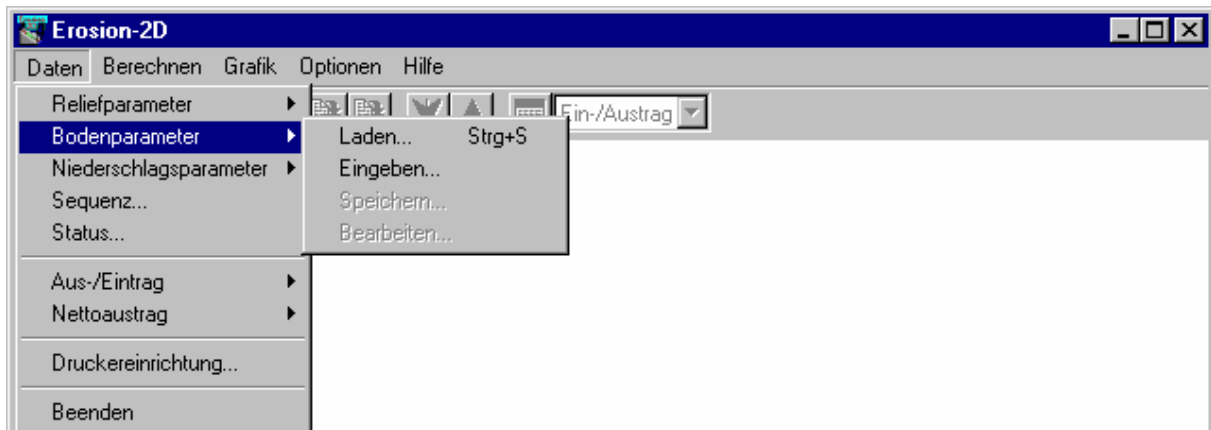 Erosion-2D
Daten Berechnen Grafik Optionen Hilfe
Ein-/Austrag
Reliefparameter
Bodenparameter
Niederschlagsparameter
Sequenz...
Status...
Aus-/Eintrag
Nettoaustrag
Druckereinrichtung...
Beenden
Laden... Strg+S
Eingeben...
Speichern...
Bearbeiten...